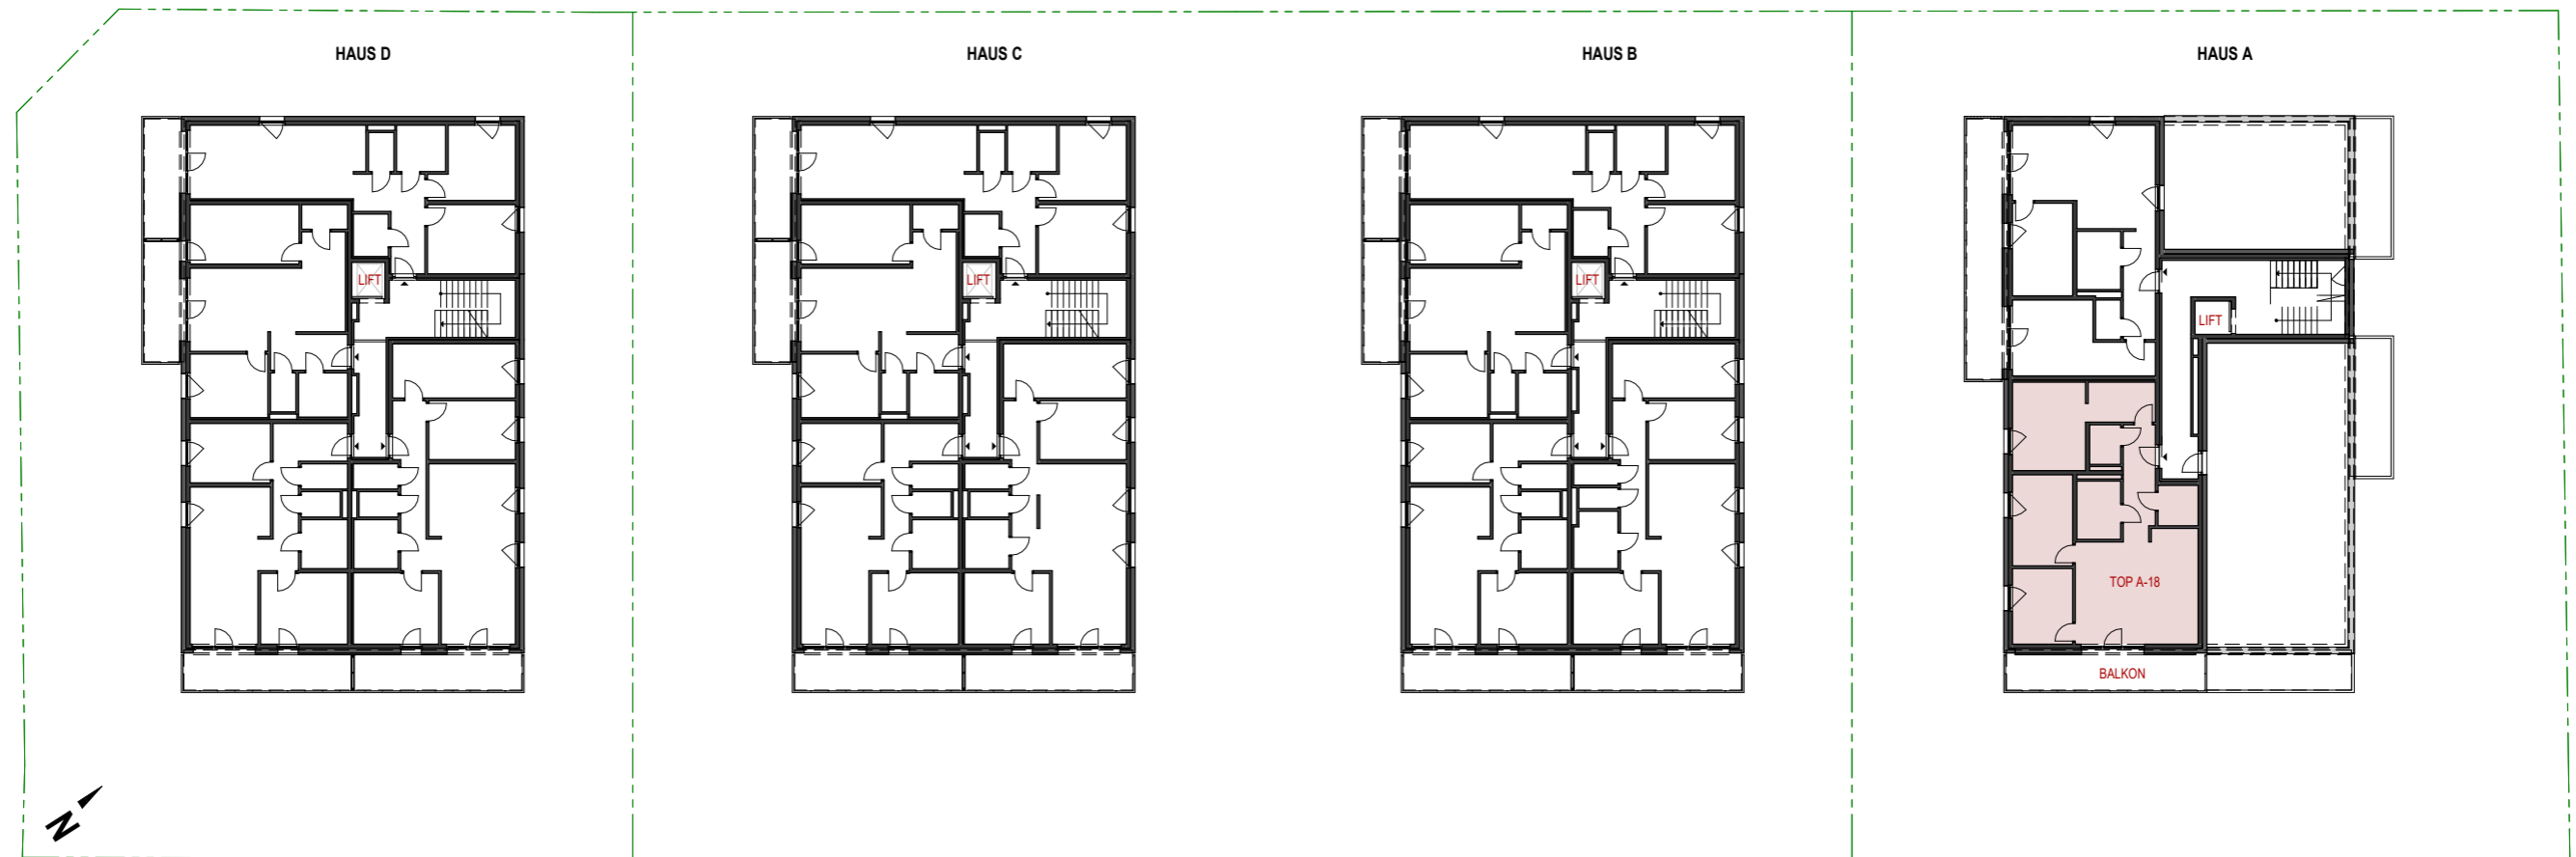 HAUS D
HAUS C
HAUS B
HAUS A
LIFT
LIFT
LIFT
LIFT
TOP A-18
BALKON
N